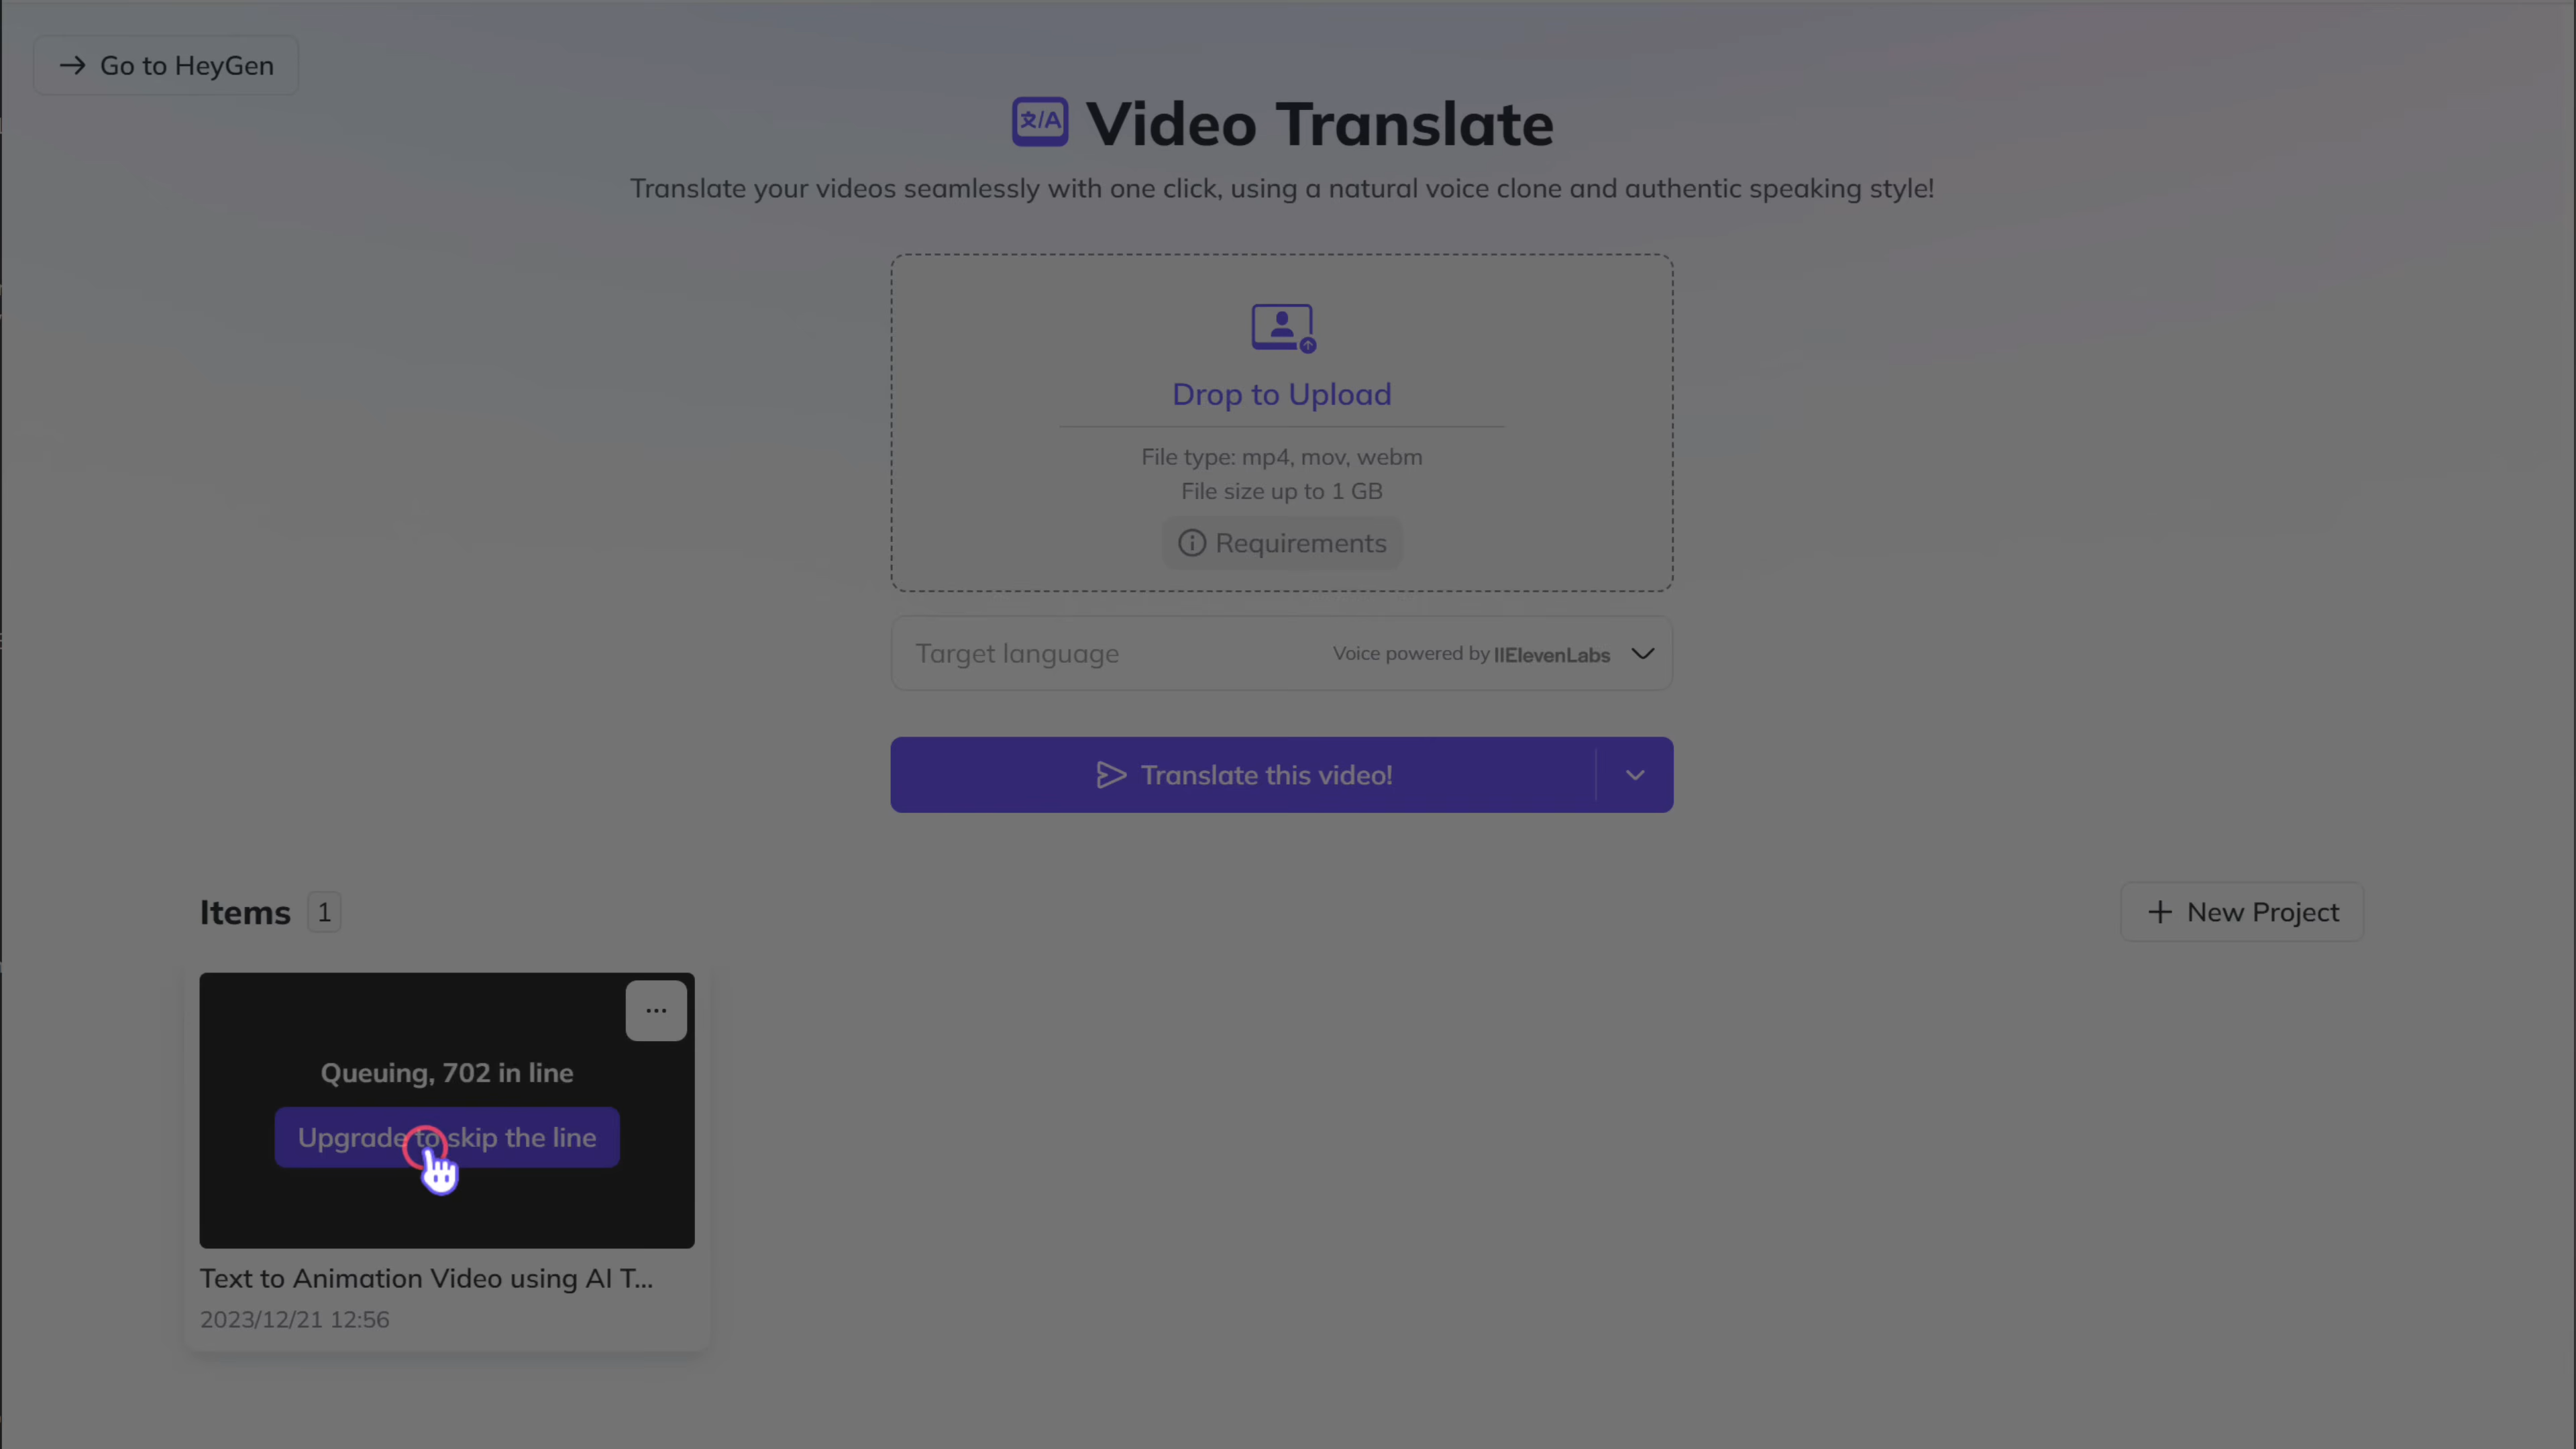 Go to HeyGen
文/A Video Translate
Translate your videos seamlessly with one click, using a natural voice clone and authentic speaking style!
Drop to Upload
File type: mp4, mov, webm
File size up to 1 GB
Requirements
Target language Voice powered by IIElevenLabs
Translate this video!
Items 1
+ New Project
...
Queuing, 702 in line
Upgrade to skip the line
Text to Animation Video using AI T...
2023/12/21 12:56